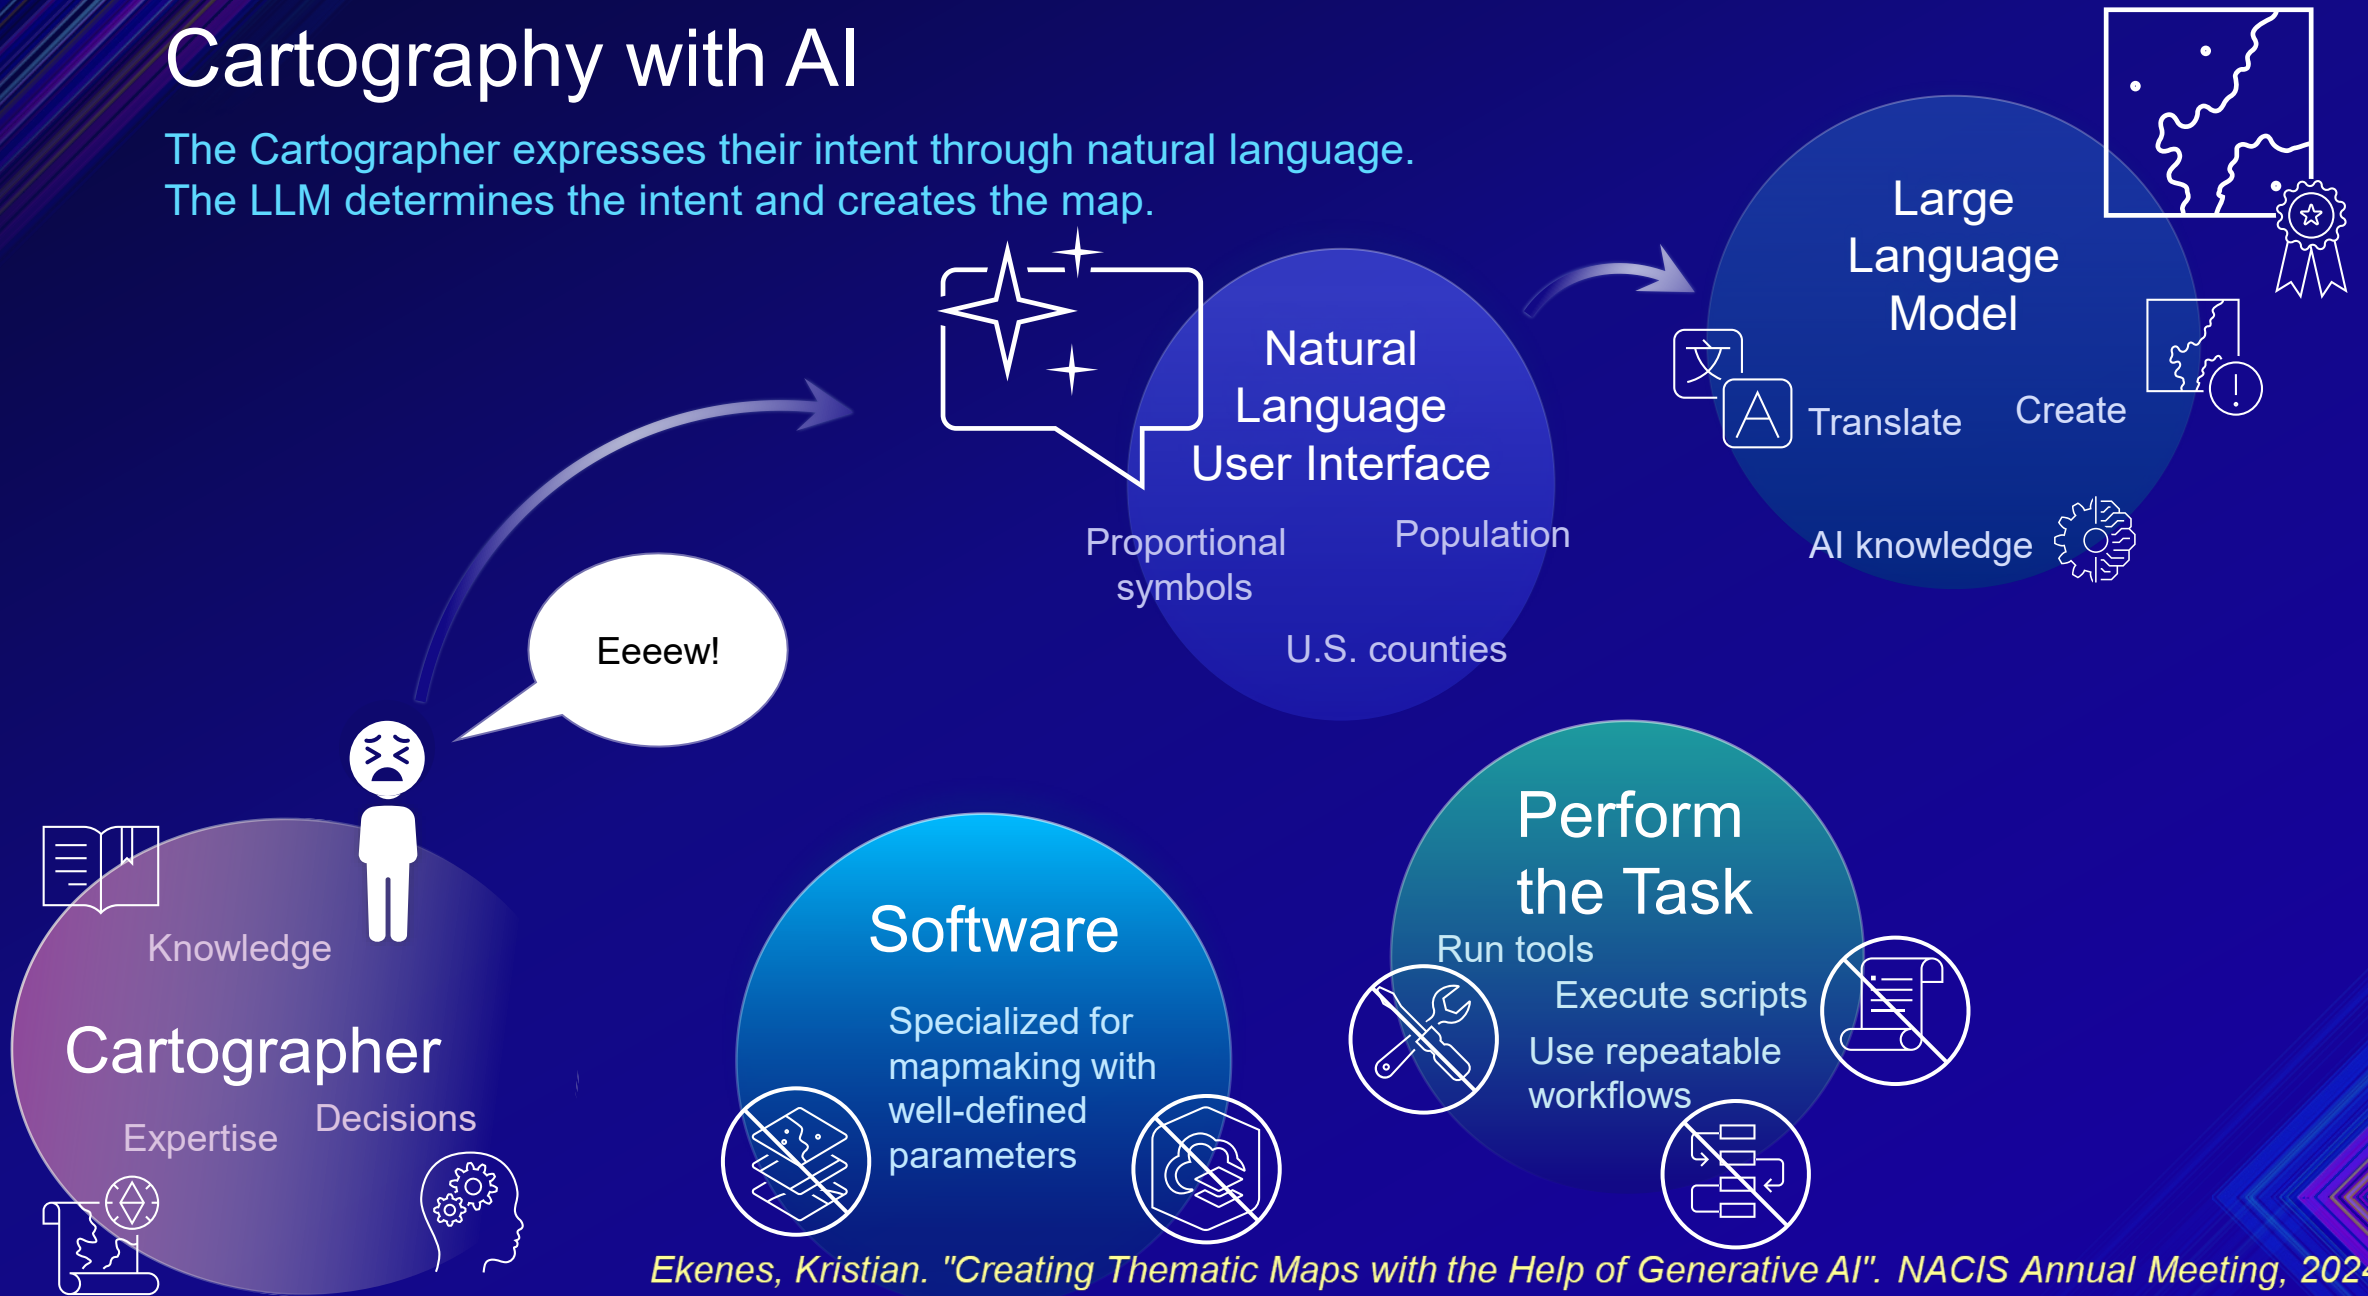 Cartography with AI
The Cartographer expresses their intent through natural language.
The LLM determines the intent and creates the map.
Large
Language
Model
文
A
Translate
Create
AI knowledge
Natural
Language
User Interface
Proportional
symbols
Population
U.S. counties
Eeeew!
Knowledge
Cartographer
Expertise
Decisions
Software
Specialized for
mapmaking with
well-defined
parameters
Perform
the Task
Run tools
Execute scripts
Use repeatable
workflows
Ekenes, Kristian. "Creating Thematic Maps with the Help of Generative AI". NACIS Annual Meeting, 2024